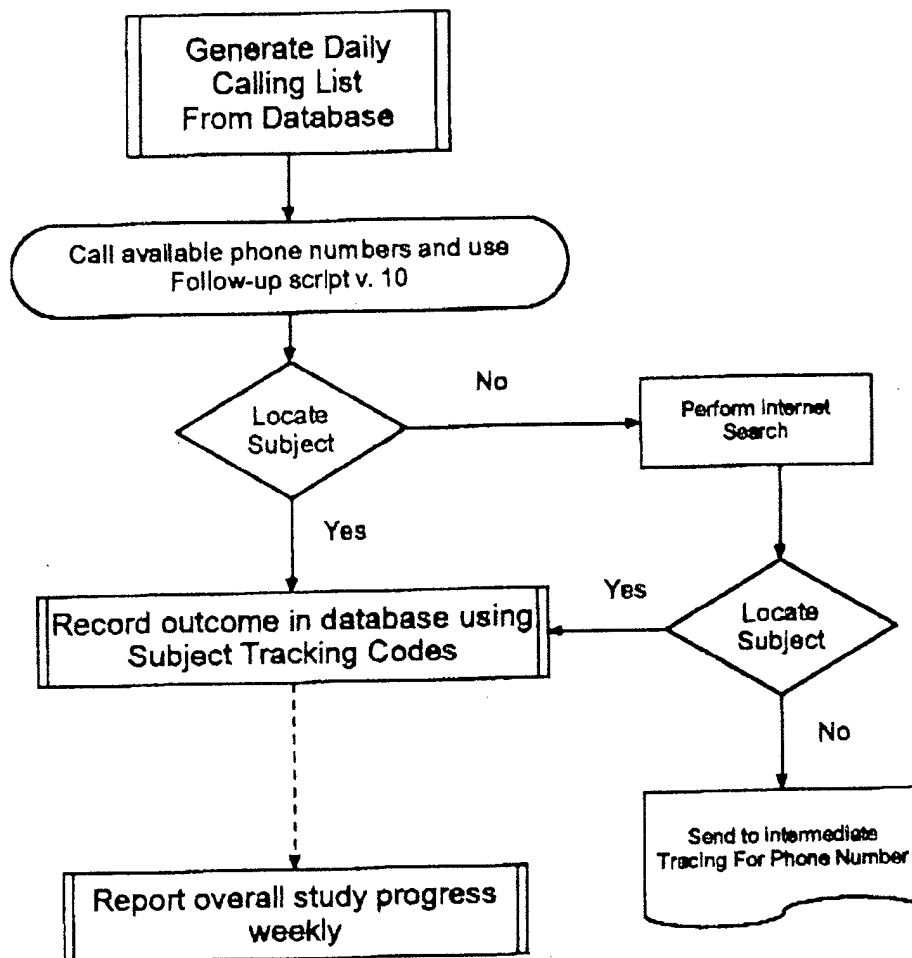 Generate Daily
Calling List
From Database
Call available phone numbers and use
Follow-up script v. 10
Locate
Subject
No
Perform Internet
Search
Yes
Record outcome in database using
Subject Tracking Codes
Yes
Locate
Subject
No
Send to Intermediate
Tracing For Phone Number
Report overall study progress
weekly